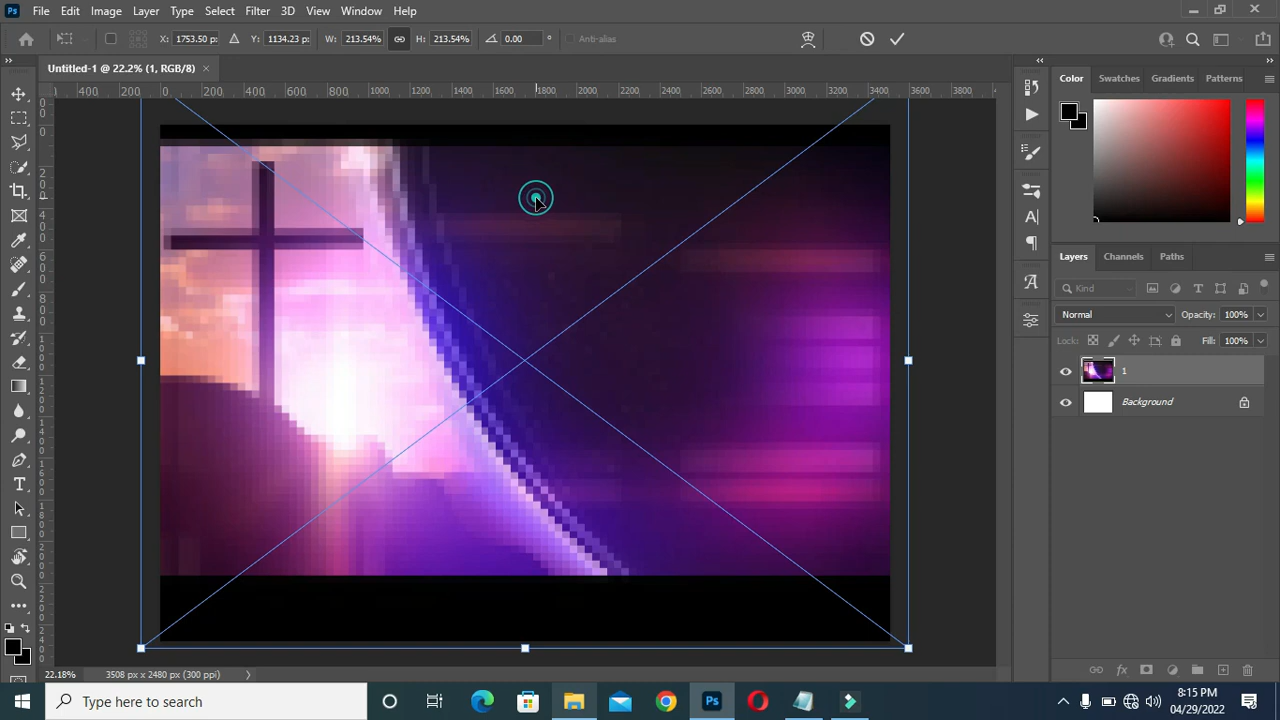 Ps File Edit Image Layer Type Select Filter 3D View Window Help
X: 1753.50 p: Y: 1134.23 p: W: 213.54% H: 213.54% 0.00 ° Anti-alias
Untitled-1 @ 22.2% (1, RGB/8) ×
400 200 0 200 400 600 800 1000 1200 1400 1600 1800 2000 2200 2400 2600 2800 3000 3200 3400 3600 3800
Color Swatches Gradients Patterns
Layers Channels Paths
Kind
Normal Opacity: 100%
Lock: Fill: 100%
1
Background
22.18% 3508 px x 2480 px (300 ppi)
Type here to search
Ps
8:15 PM
04/29/2022